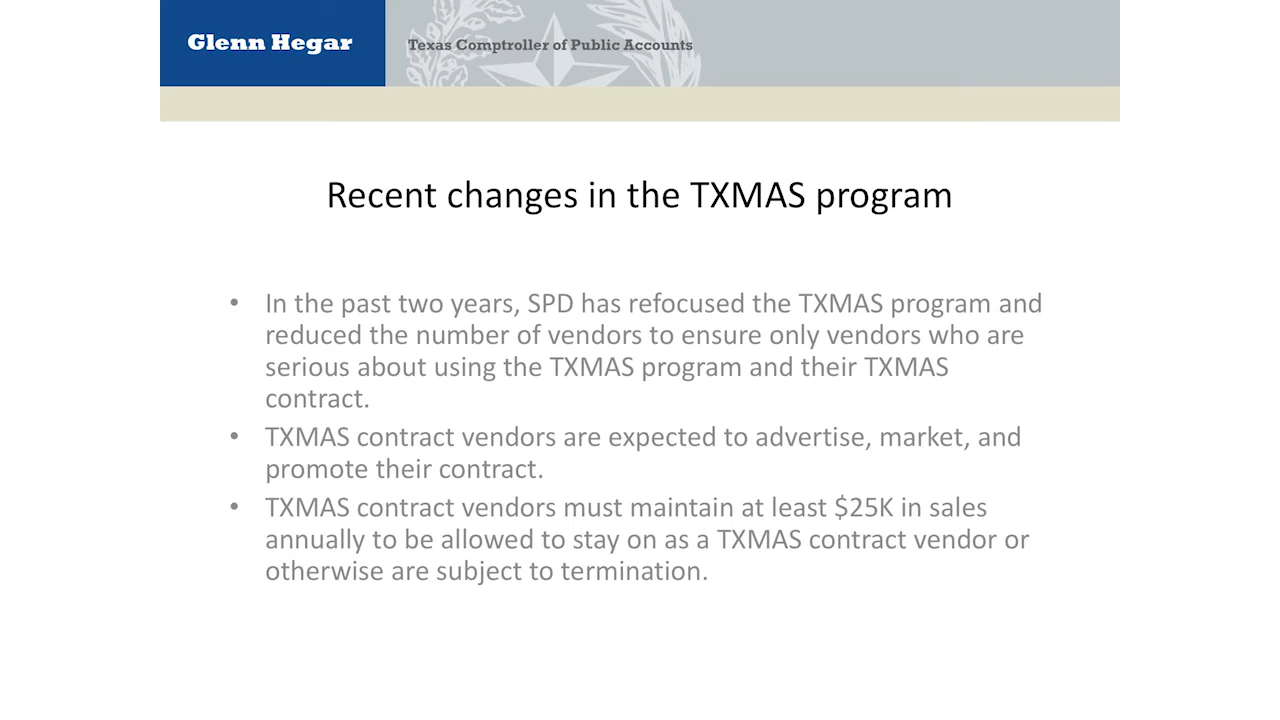 Glenn Hegar
Texas Comptroller of Public Accounts
Recent changes in the TXMAS program
• In the past two years, SPD has refocused the TXMAS program and
reduced the number of vendors to ensure only vendors who are
serious about using the TXMAS program and their TXMAS
contract.
• TXMAS contract vendors are expected to advertise, market, and
promote their contract.
• TXMAS contract vendors must maintain at least $25K in sales
annually to be allowed to stay on as a TXMAS contract vendor or
otherwise are subject to termination.